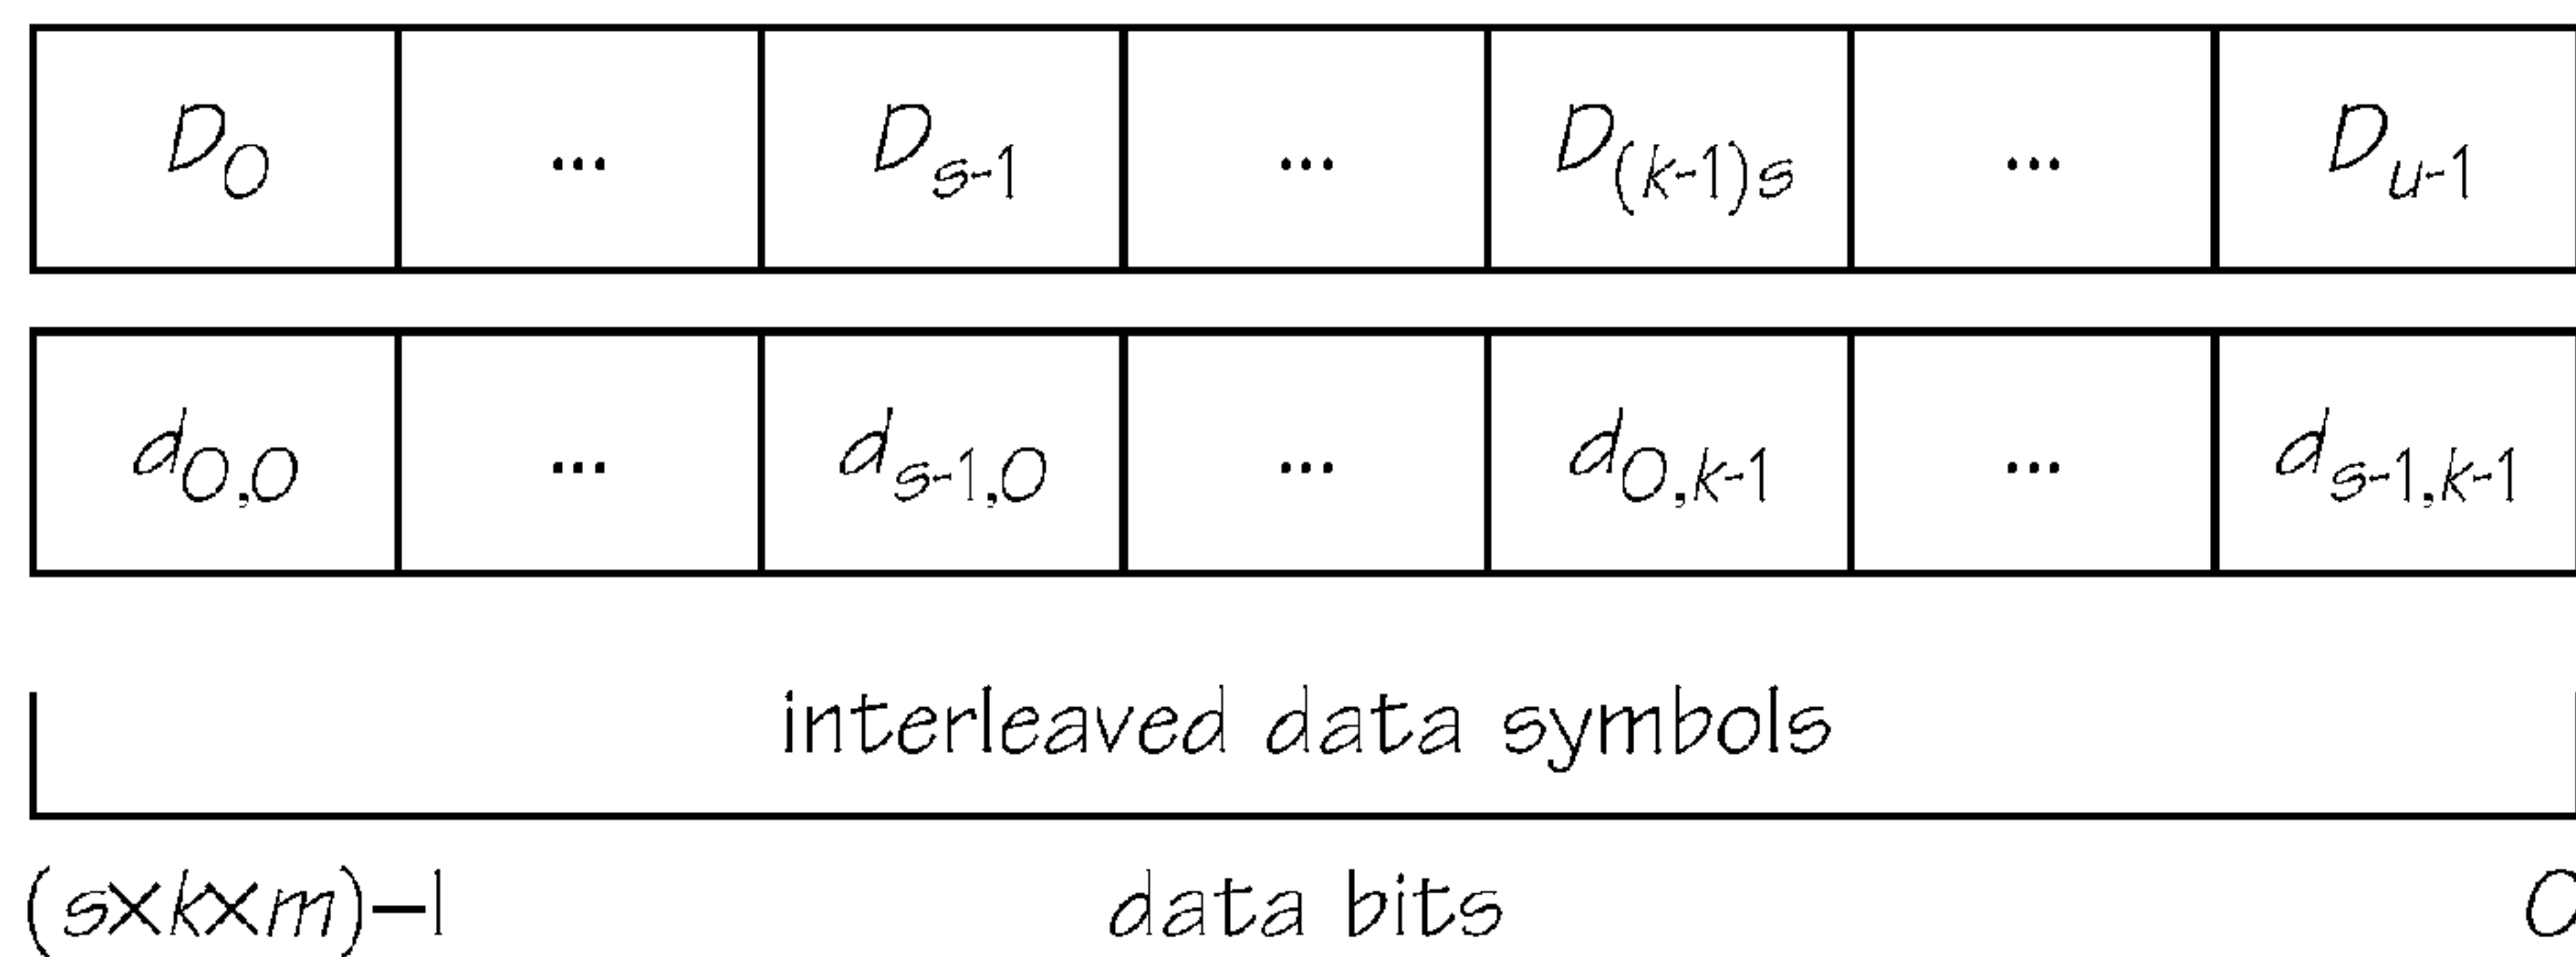 D0 ... Ds-1 ... D(k-1)s ... Du-1
d0,0 ... ds-1,0 ... d0,k-1 ... ds-1,k-1
interleaved data symbols
(s×k×m)−1 data bits 0